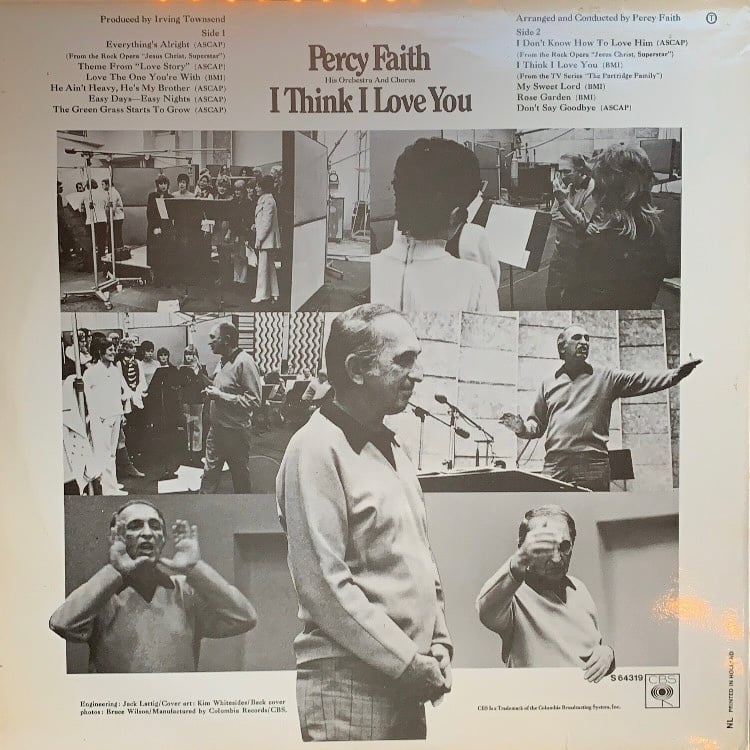 Produced by Irving Townsend
Side 1
Everything's Alright (ASCAP)
(From the Rock Opera "Jesus Christ, Superstar")
Theme From "Love Story" (ASCAP)
Love The One You're With (BMI)
He Ain't Heavy, He's My Brother (ASCAP)
Easy Days—Easy Nights (ASCAP)
The Green Grass Starts To Grow (ASCAP)
Percy Faith
His Orchestra And Chorus
I Think I Love You
Arranged and Conducted by Percy Faith
T
Side 2
I Don't Know How To Love Him (ASCAP)
(From the Rock Opera "Jesus Christ, Superstar")
I Think I Love You (BMI)
(From the TV Series "The Partridge Family")
My Sweet Lord (BMI)
Rose Garden (BMI)
Don't Say Goodbye (ASCAP)
Engineering: Jack Lattig/Cover art: Kim Whitesides/Back cover
photos: Bruce Wilson/Manufactured by Columbia Records/CBS.
S 64319
CBS
CBS is a Trademark of the Columbia Broadcasting System, Inc.
NL PRINTED IN HOLLAND